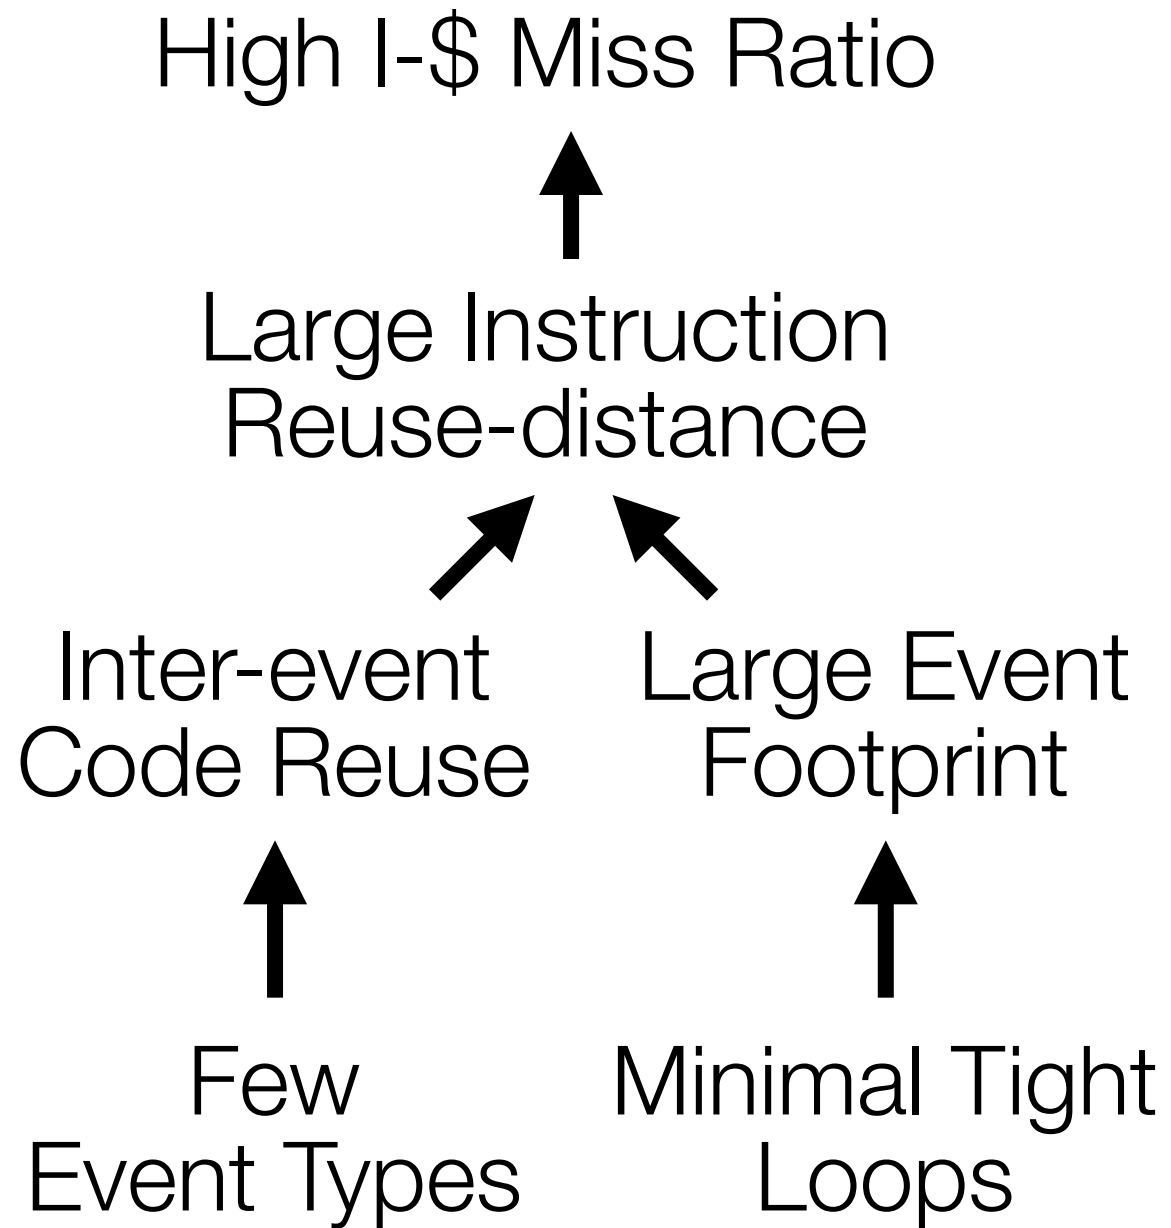 High I-$ Miss Ratio
Large Instruction
Reuse-distance
Inter-event
Code Reuse
Large Event
Footprint
Few
Event Types
Minimal Tight
Loops